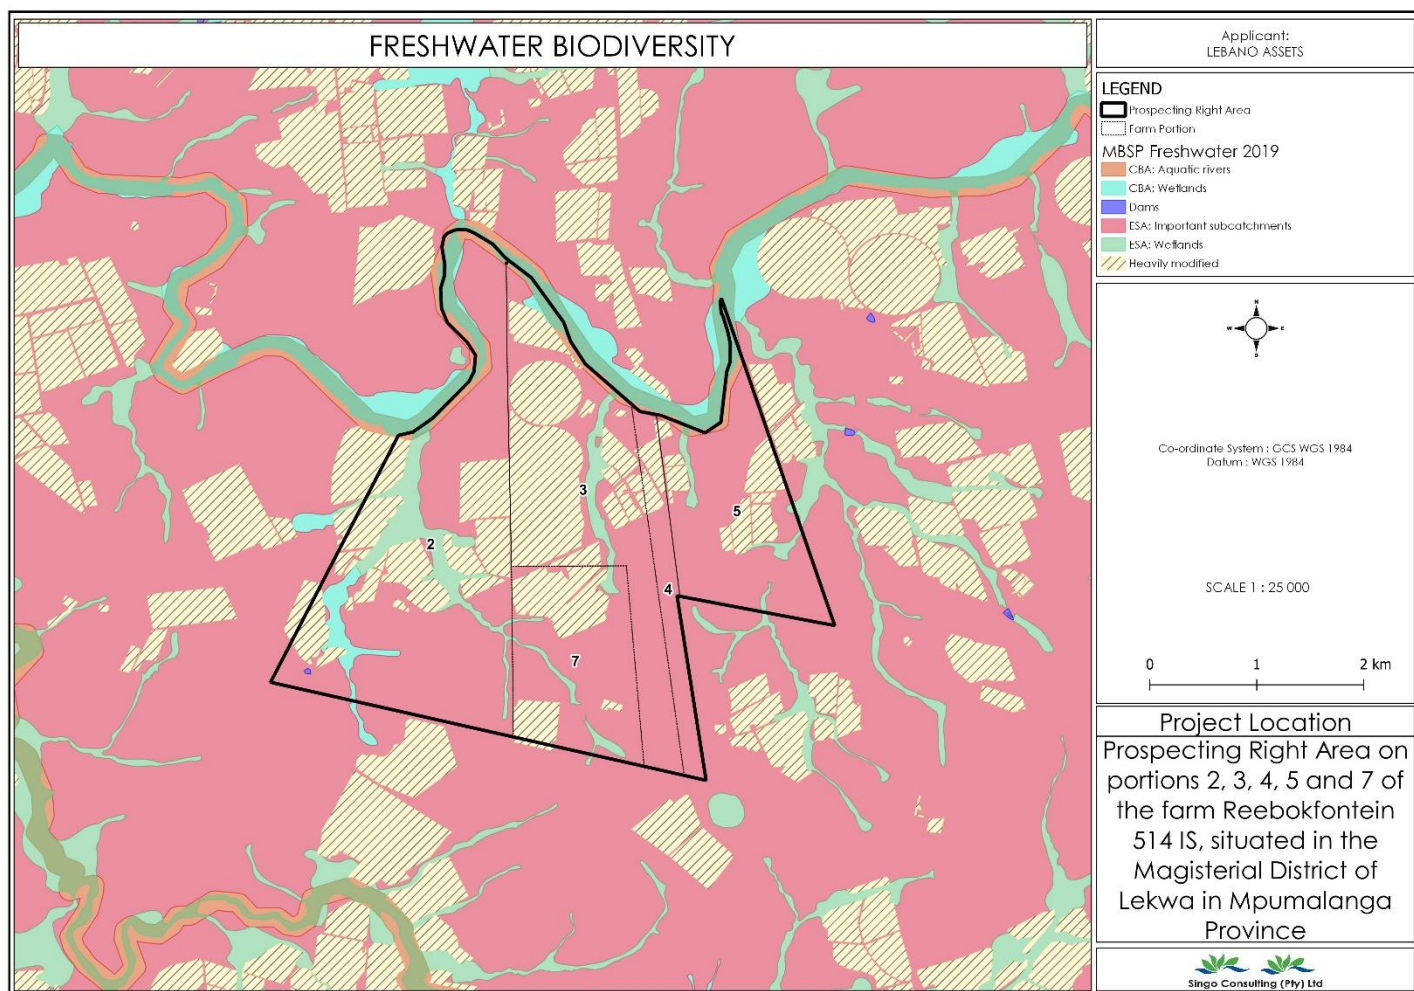 FRESHWATER BIODIVERSITY
Applicant:
LEBANO ASSETS
LEGEND
Prospecting Right Area
Farm Portion
MBSP Freshwater 2019
CBA: Aquatic rivers
CBA: Wetlands
Dams
ESA: Important subcatchments
ESA: Wetlands
Heavily modified
N
W E
S
Co-ordinate System : GCS WGS 1984
Datum : WGS 1984
SCALE 1 : 25 000
0 1 2 km
Project Location
Prospecting Right Area on
portions 2, 3, 4, 5 and 7 of
the farm Reebokfontein
514 IS, situated in the
Magisterial District of
Lekwa in Mpumalanga
Province
Singo Consulting (Pty) Ltd
3
5
2
4
7